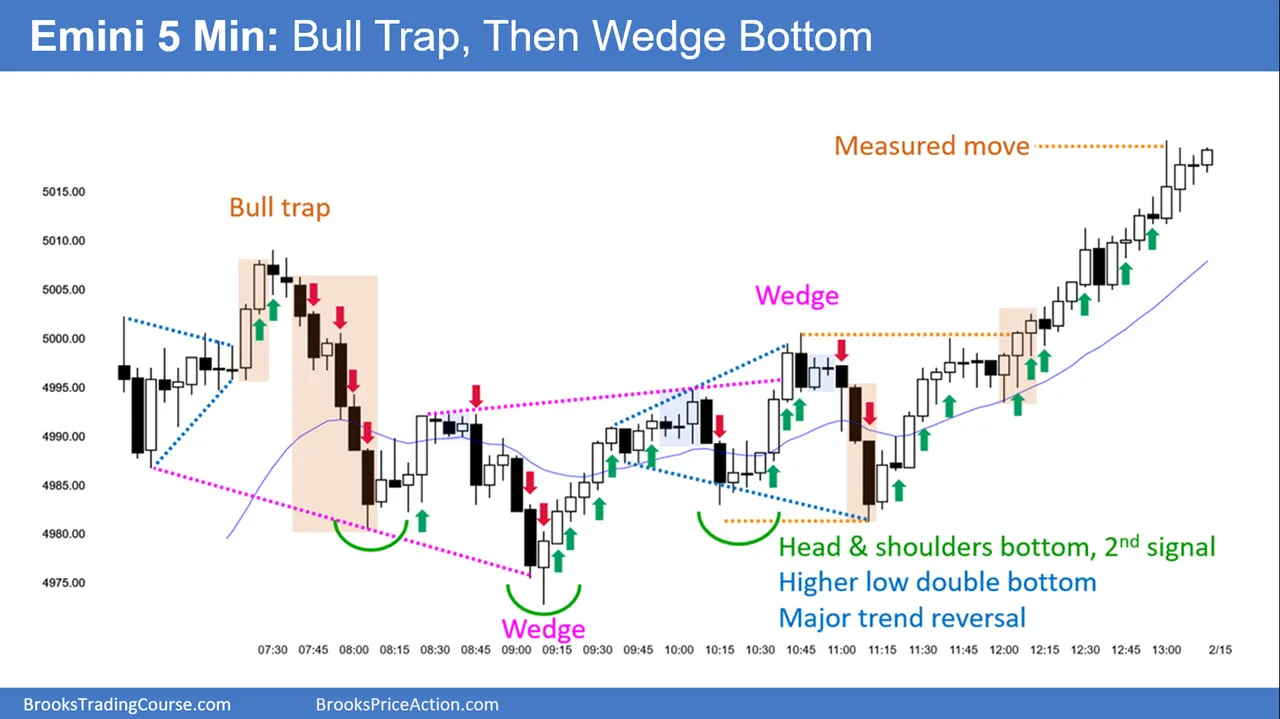 Emini 5 Min: Bull Trap, Then Wedge Bottom
Measured move
Bull trap
Wedge
5015.00
5010.00
5005.00
5000.00
4995.00
4990.00
4985.00
4980.00
4975.00
Head & shoulders bottom, 2nd signal
Higher low double bottom
Major trend reversal
Wedge
07:30 07:45 08:00 08:15 08:30 08:45 09:00 09:15 09:30 09:45 10:00 10:15 10:30 10:45 11:00 11:15 11:30 11:45 12:00 12:15 12:30 12:45 13:00 2/15
BrooksTradingCourse.com BrooksPriceAction.com